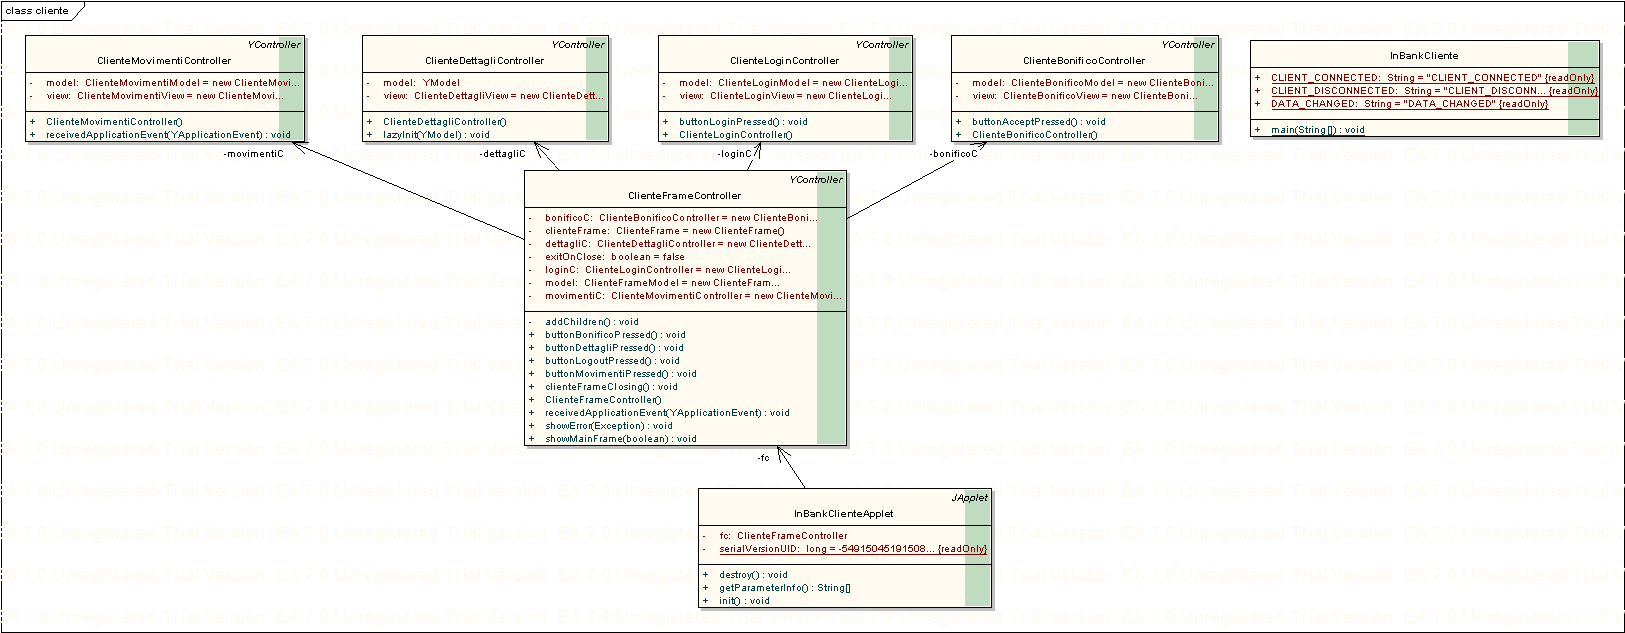 class cliente
YController
ClienteMovimentiController
- model: ClienteMovimentiModel = new ClienteMovi...
- view: ClienteMovimentiView = new ClienteMovi...
+ ClienteMovimentiController()
+ receivedApplicationEvent(YApplicationEvent) : void
YController
ClienteDettagliController
- model: YModel
- view: ClienteDettagliView = new ClienteDett...
+ ClienteDettagliController()
+ lazyInit(YModel) : void
YController
ClienteLoginController
- model: ClienteLoginModel = new ClienteLogi...
- view: ClienteLoginView = new ClienteLogi...
+ buttonLoginPressed() : void
+ ClienteLoginController()
YController
ClienteBonificoController
- model: ClienteBonificoModel = new ClienteBoni...
- view: ClienteBonificoView = new ClienteBoni...
+ buttonAcceptPressed() : void
+ ClienteBonificoController()
InBankCliente
+ CLIENT_CONNECTED: String = "CLIENT_CONNECTED" {readOnly}
+ CLIENT_DISCONNECTED: String = "CLIENT_DISCONN... {readOnly}
+ DATA_CHANGED: String = "DATA_CHANGED" {readOnly}
+ main(String[]) : void
-movimentiC
-dettagliC
-loginC
-bonificoC
YController
ClienteFrameController
- bonificoC: ClienteBonificoController = new ClienteBoni...
- clienteFrame: ClienteFrame = new ClienteFrame()
- dettagliC: ClienteDettagliController = new ClienteDett...
- exitOnClose: boolean = false
- loginC: ClienteLoginController = new ClienteLogi...
- model: ClienteFrameModel = new ClienteFram...
- movimentiC: ClienteMovimentiController = new ClienteMovi...
- addChildren() : void
+ buttonBonificoPressed() : void
+ buttonDettagliPressed() : void
+ buttonLogoutPressed() : void
+ buttonMovimentiPressed() : void
+ clienteFrameClosing() : void
+ ClienteFrameController()
+ receivedApplicationEvent(YApplicationEvent) : void
+ showError(Exception) : void
+ showMainFrame(boolean) : void
-fc
JApplet
InBankClienteApplet
- fc: ClienteFrameController
- serialVersionUID: long = -54915045191508... {readOnly}
+ destroy() : void
+ getParameterInfo() : String[]
+ init() : void